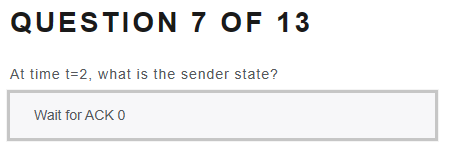 QUESTION 7 OF 13
At time t=2, what is the sender state?
Wait for ACK 0